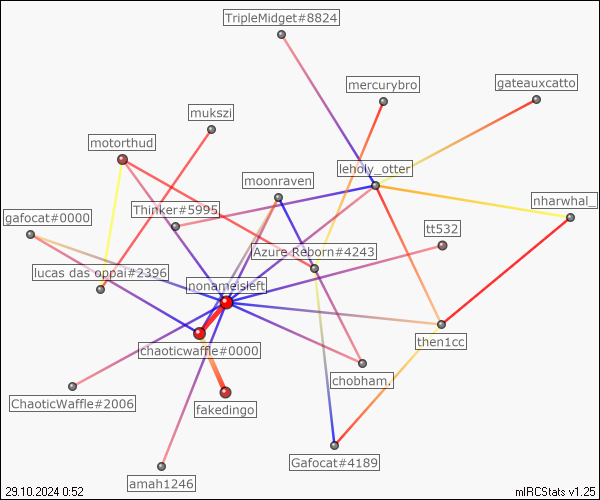 TripleMidget#8824
mercurybro
gateauxcatto
mukszi
motorthud
leholy_otter
moonraven
nharwhal_
Thinker#5995
gafocat#0000
tt532
Azure Reborn#4243
lucas das oppai#2396
nonameisleft
then1cc
chaoticwaffle#0000
chobham.
ChaoticWaffle#2006
fakedingo
Gafocat#4189
amah1246
29.10.2024 0:52
mIRCStats v1.25